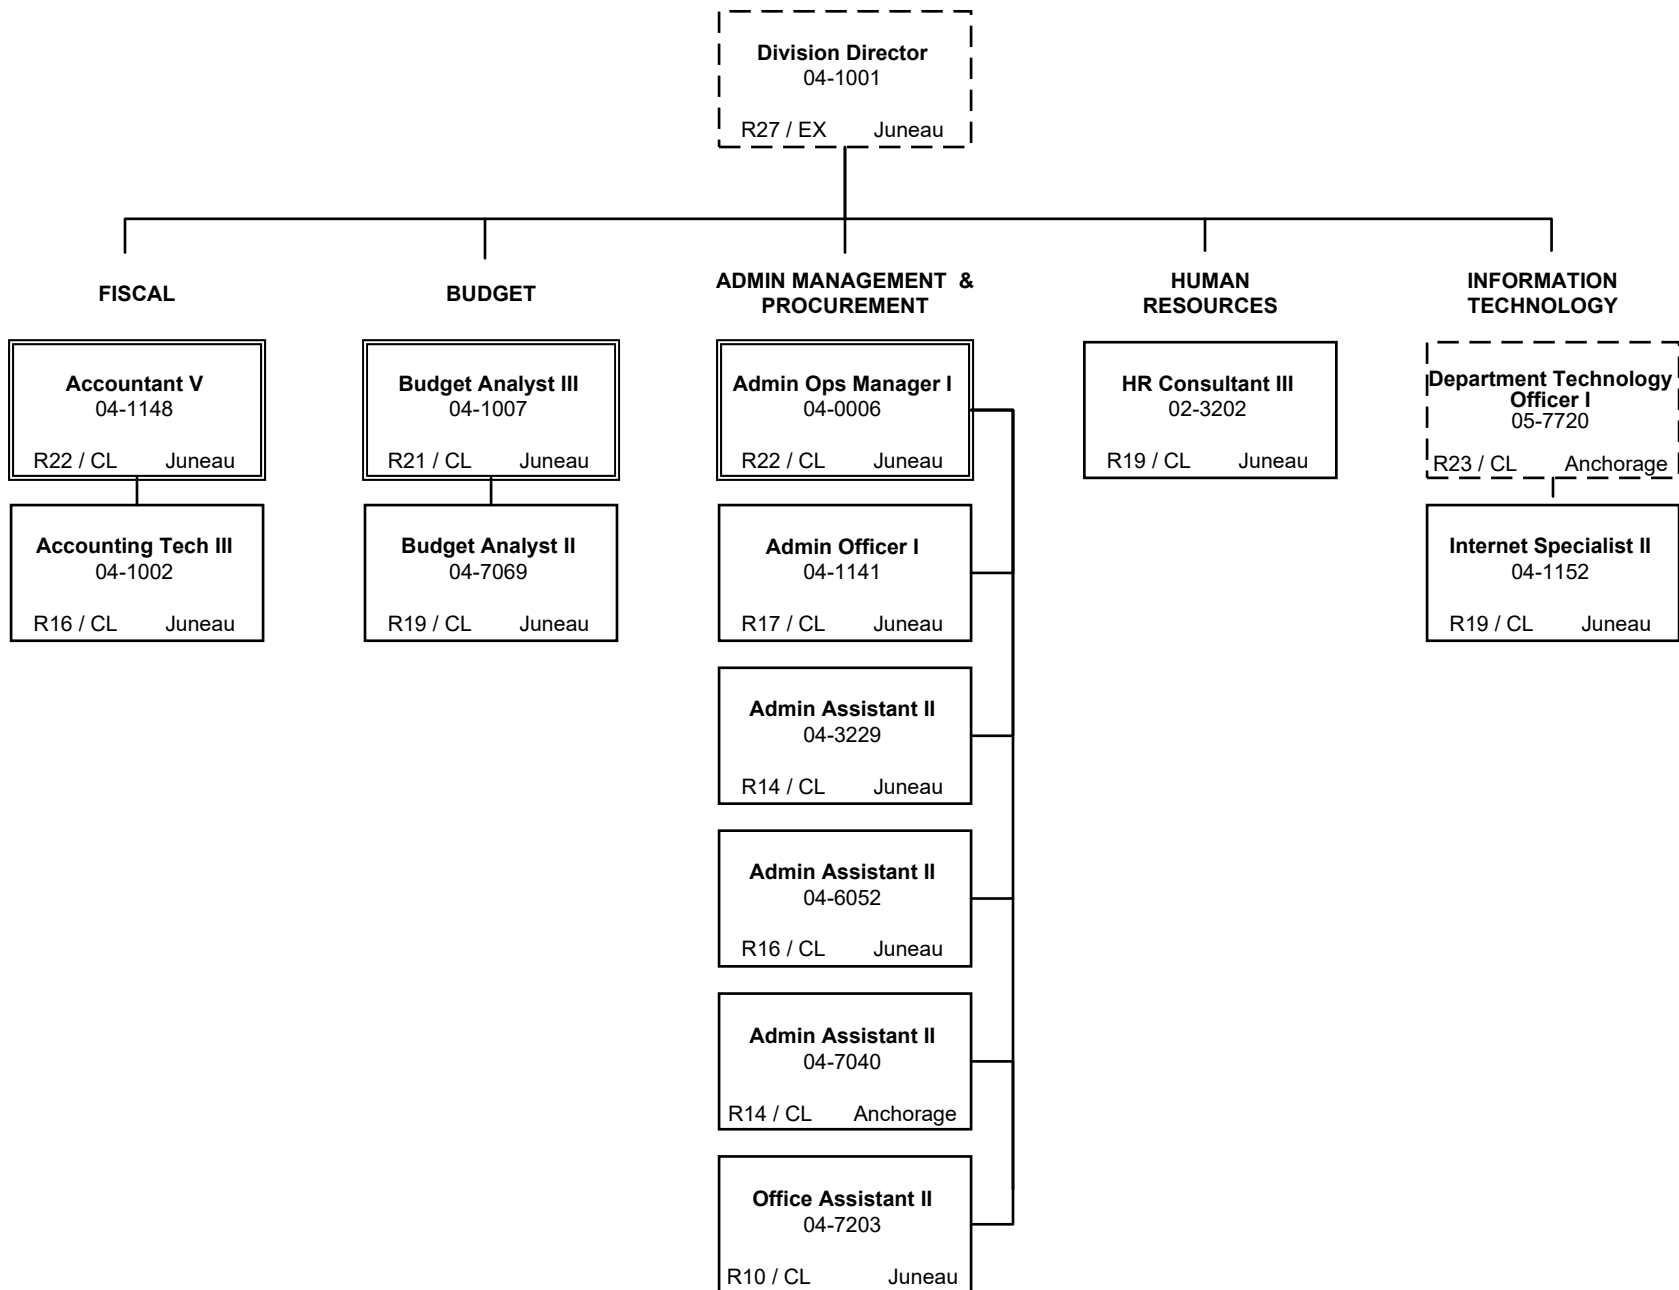 Division Director
04-1001
R27 / EX Juneau
FISCAL
BUDGET
ADMIN MANAGEMENT &
PROCUREMENT
HUMAN
RESOURCES
INFORMATION
TECHNOLOGY
Accountant V
04-1148
R22 / CL Juneau
Budget Analyst III
04-1007
R21 / CL Juneau
Admin Ops Manager I
04-0006
R22 / CL Juneau
HR Consultant III
02-3202
R19 / CL Juneau
Department Technology
Officer I
05-7720
R23 / CL Anchorage
Accounting Tech III
04-1002
R16 / CL Juneau
Budget Analyst II
04-7069
R19 / CL Juneau
Admin Officer I
04-1141
R17 / CL Juneau
Internet Specialist II
04-1152
R19 / CL Juneau
Admin Assistant II
04-3229
R14 / CL Juneau
Admin Assistant II
04-6052
R16 / CL Juneau
Admin Assistant II
04-7040
R14 / CL Anchorage
Office Assistant II
04-7203
R10 / CL Juneau